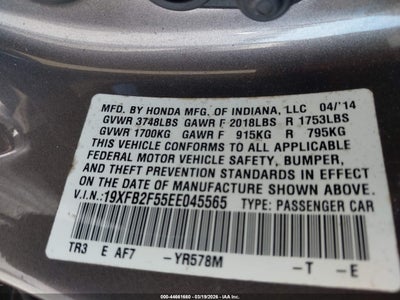 MFD. BY HONDA MFG. OF INDIANA, LLC 04/'14
GVWR 3748LBS GAWR F 2018LBS R 1753LBS
GVWR 1700KG GAWR F 915KG R 795KG
THIS VEHICLE CONFORMS TO ALL APPLICABLE
FEDERAL MOTOR VEHICLE SAFETY, BUMPER,
AND THEFT PREVENTION STANDARDS IN EFFECT
ON THE DATE OF MANUFACTURE SHOWN ABOVE.
V.I.N.:19XFB2F55EE045565 TYPE: PASSENGER CAR
TR3 E AF7 -YR578M -T -E
000-44661660 - 03/19/2026 - IAA Holdings, LLC